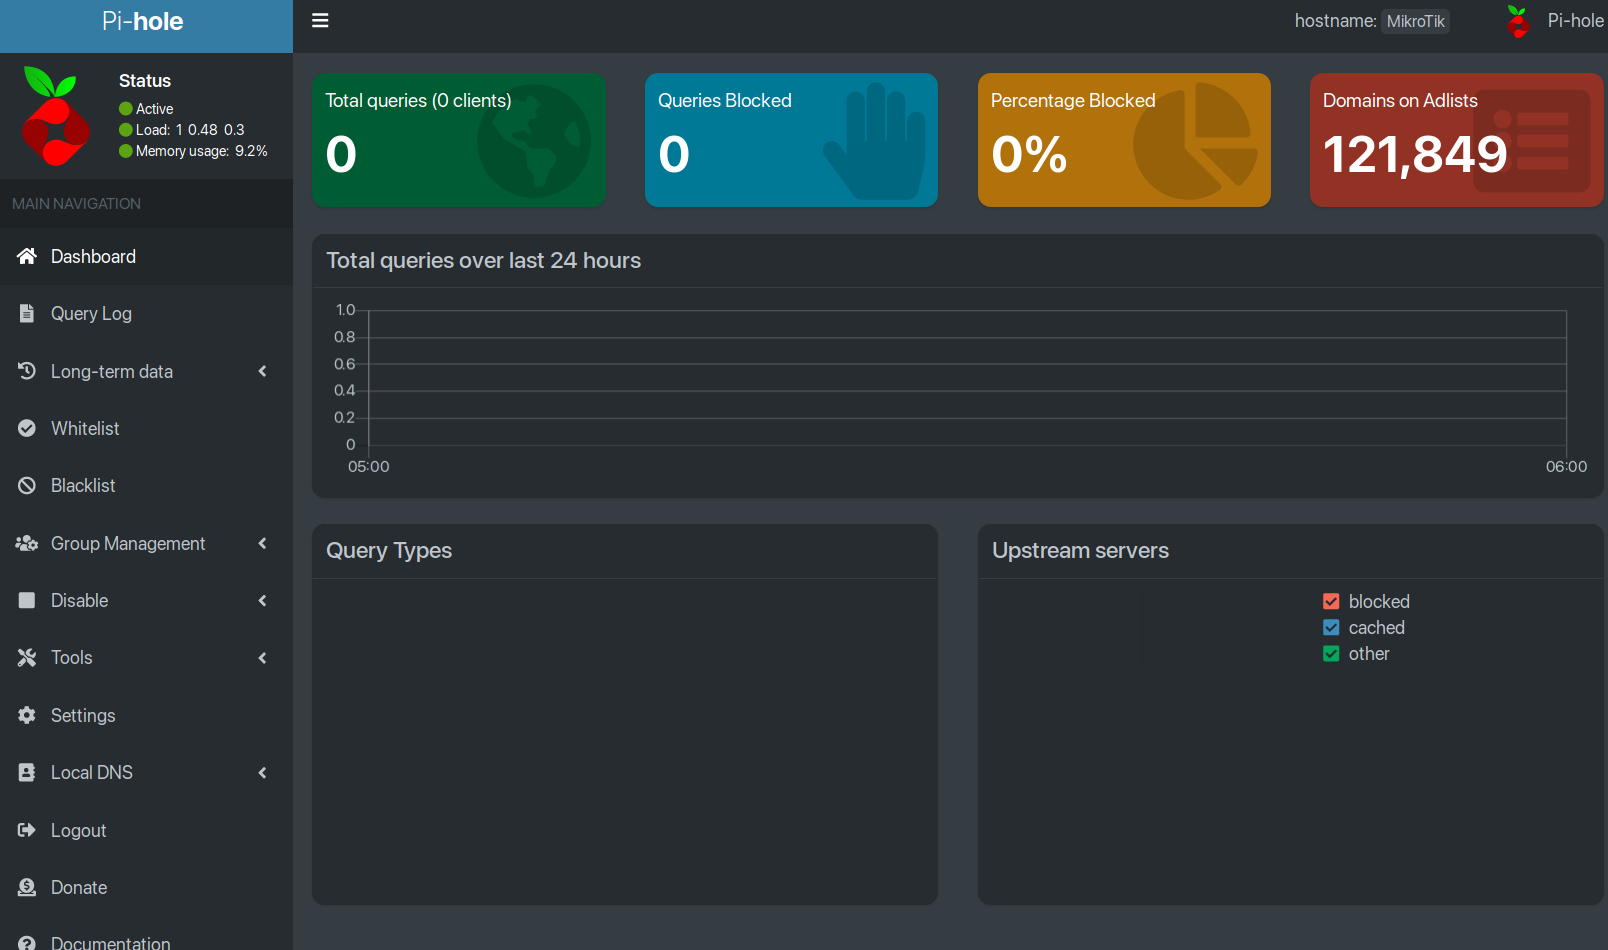 Pi-hole
hostname: MikroTik
Pi-hole
Status
Active
Load: 1 0.48 0.3
Memory usage: 9.2%
MAIN NAVIGATION
Dashboard
Query Log
Long-term data
Whitelist
Blacklist
Group Management
Disable
Tools
Settings
Local DNS
Logout
Donate
Documentation
Total queries (0 clients)
0
Queries Blocked
0
Percentage Blocked
0%
Domains on Adlists
121,849
Total queries over last 24 hours
1.0
0.8
0.6
0.4
0.2
0
05:00 06:00
Query Types
Upstream servers
blocked
cached
other